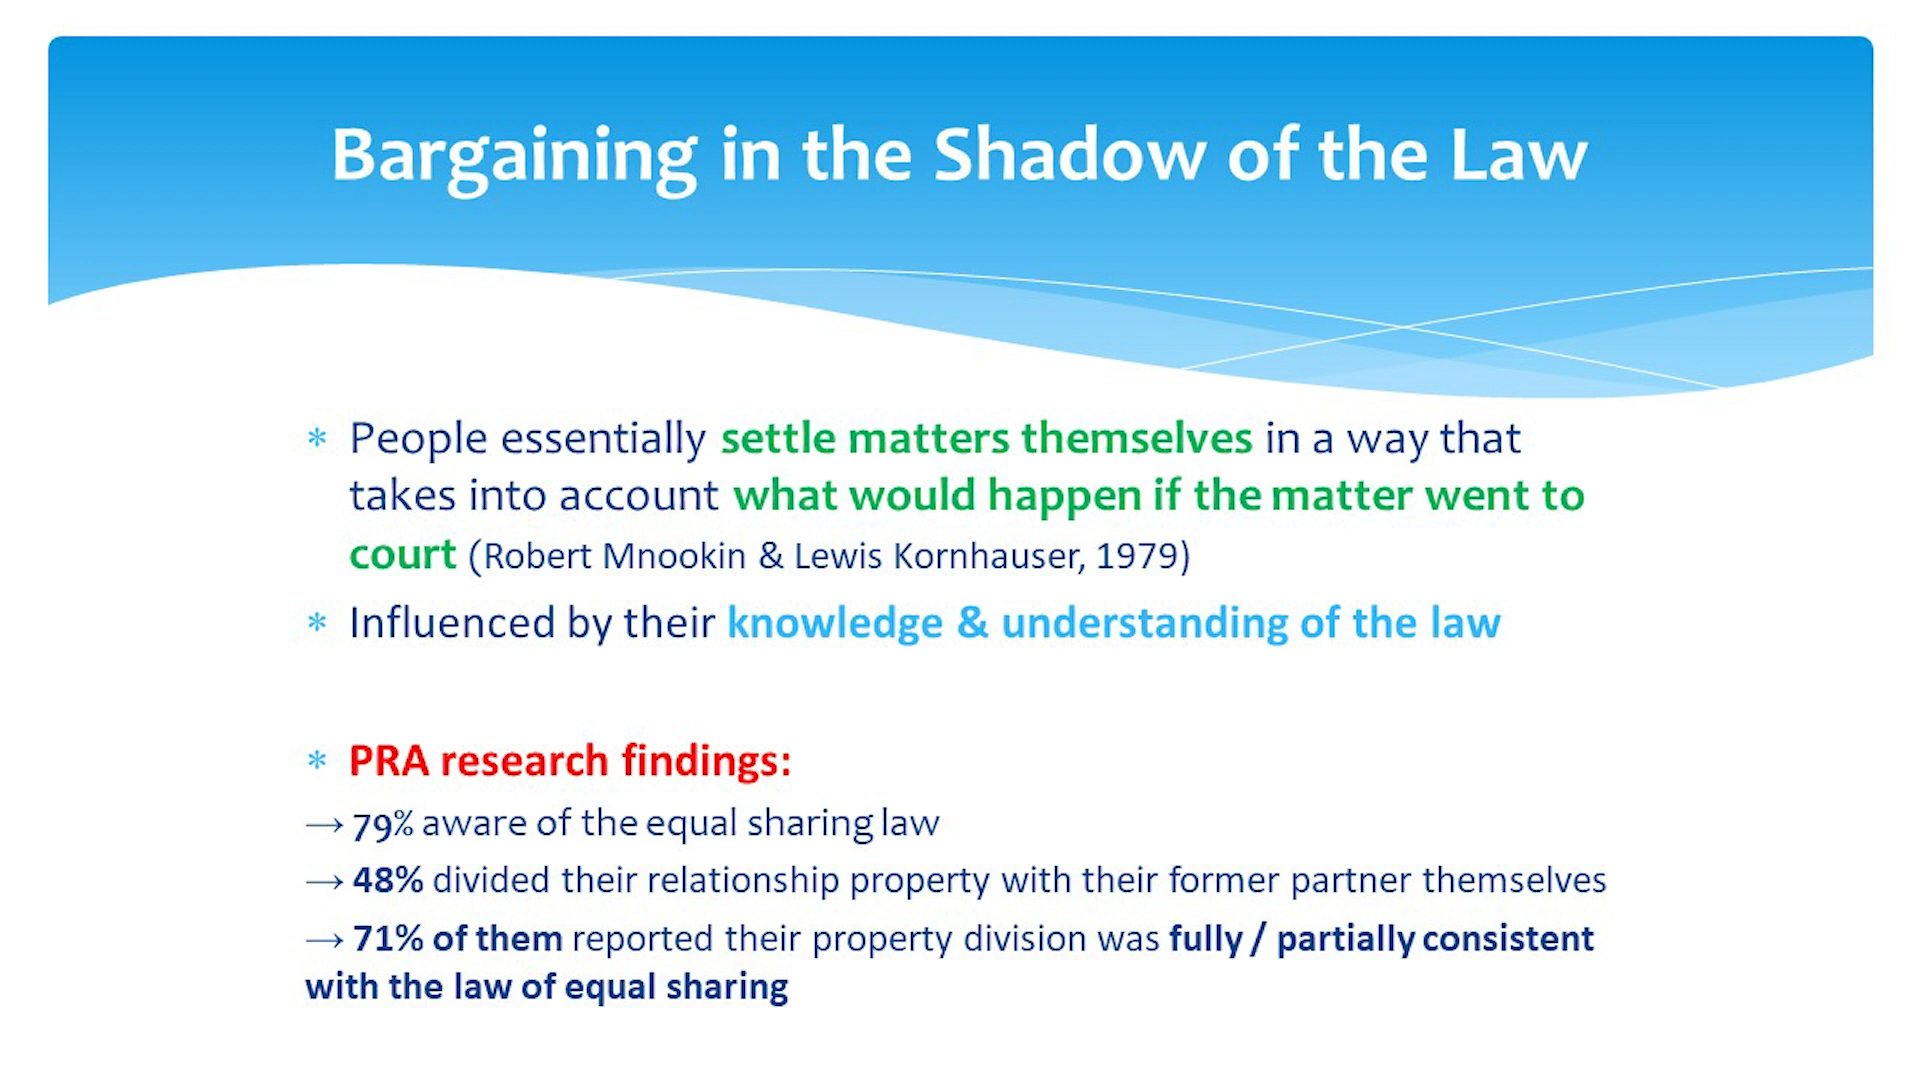 Bargaining in the Shadow of the Law
* People essentially settle matters themselves in a way that
takes into account what would happen if the matter went to
court (Robert Mnookin & Lewis Kornhauser, 1979)
* Influenced by their knowledge & understanding of the law
* PRA research findings:
→ 79% aware of the equal sharing law
→ 48% divided their relationship property with their former partner themselves
→ 71% of them reported their property division was fully / partially consistent
with the law of equal sharing